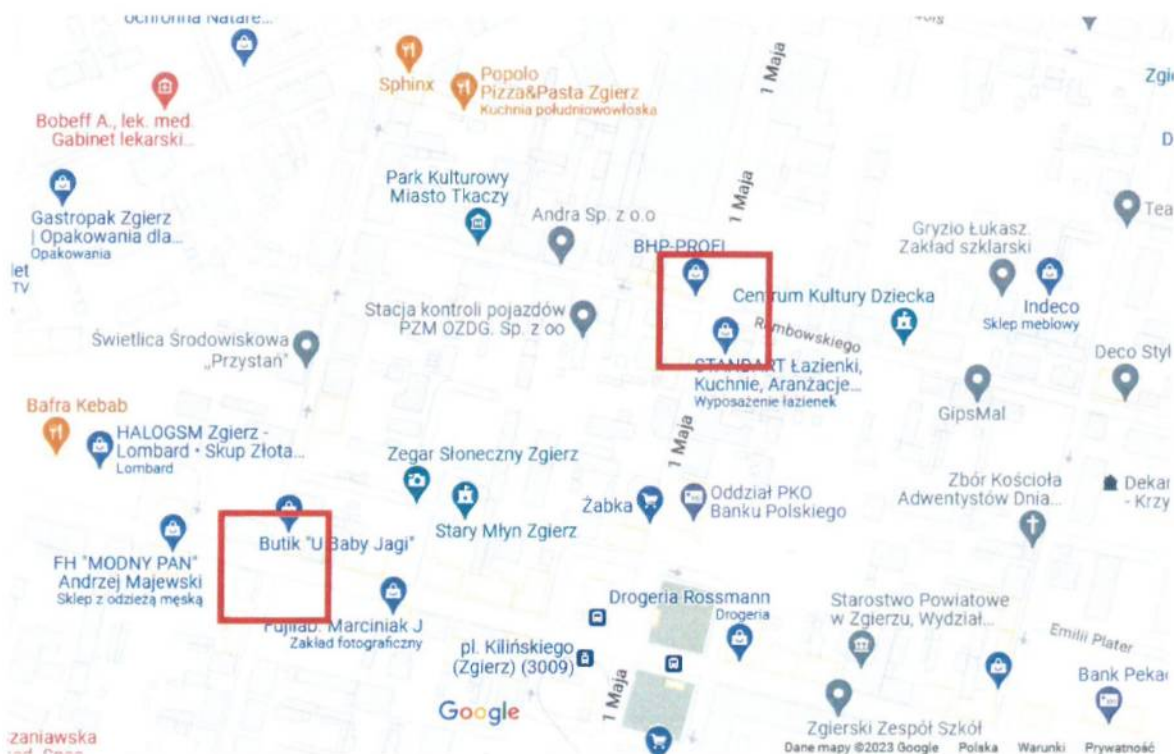 ochronna Natare...
Sphinx
Popolo
Pizza&Pasta Zgierz
Kuchnia południowowłoska
1 Maja
Bobeff A., lek. med.
Gabinet lekarski...
Park Kulturowy
Miasto Tkaczy
1 Maja
Gastropak Zgierz
| Opakowania dla...
Opakowania
Andra Sp. z o.o
BHP-PROFI
Gryzio Łukasz.
Zakład szklarski
TV
Stacja kontroli pojazdów
PZM OZDG. Sp. z oo
Centrum Kultury Dziecka
Indeco
Sklep meblowy
Rembowskiego
Świetlica Środowiskowa
„Przystań"
STANDART Łazienki,
Kuchnie, Aranżacje...
Wyposażenie łazienek
Deco Styl
GipsMal
Bafra Kebab
HALOGSM Zgierz -
Lombard • Skup Złota...
Lombard
1 Maja
Zegar Słoneczny Zgierz
Stary Młyn Zgierz
Żabka
Oddział PKO
Banku Polskiego
Zbór Kościoła
Adwentystów Dnia...
Dekar
- Krzy
FH "MODNY PAN"
Andrzej Majewski
Sklep z odzieżą męską
Butik "U Baby Jagi"
Fujilab. Marciniak J
Zakład fotograficzny
Drogeria Rossmann
Drogeria
Starostwo Powiatowe
w Zgierzu, Wydział...
Emilii Plater
pl. Kilińskiego
(Zgierz) (3009)
1 Maja
Bank Pekao
Google
Zgierski Zespół Szkół
zaniawska
Dane mapy ©2023 Google Polska Warunki Prywatność